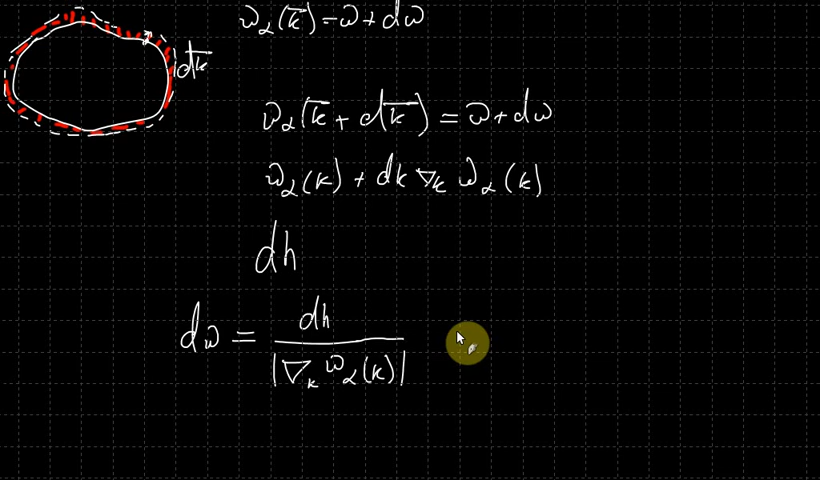 ω_α(k̄) = ω + dω
dk̄
ω_α(k̄ + dk̄) = ω + dω
ω_α(k) + dk ∇_k ω_α(k)
dh
dω = dh / |∇_k ω_α(k)|